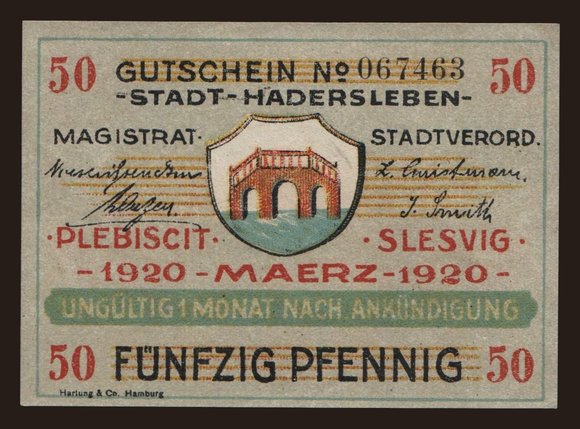 50 GUTSCHEIN No 067463 50
-STADT-HADERSLEBEN-
MAGISTRAT· STADTVERORD.
J. Smith
·PLEBISCIT· ·SLESVIG·
-1920-MAERZ-1920-
UNGÜLTIG 1 MONAT NACH ANKÜNDIGUNG
50 FÜNFZIG PFENNIG 50
Hartung & Co. Hamburg